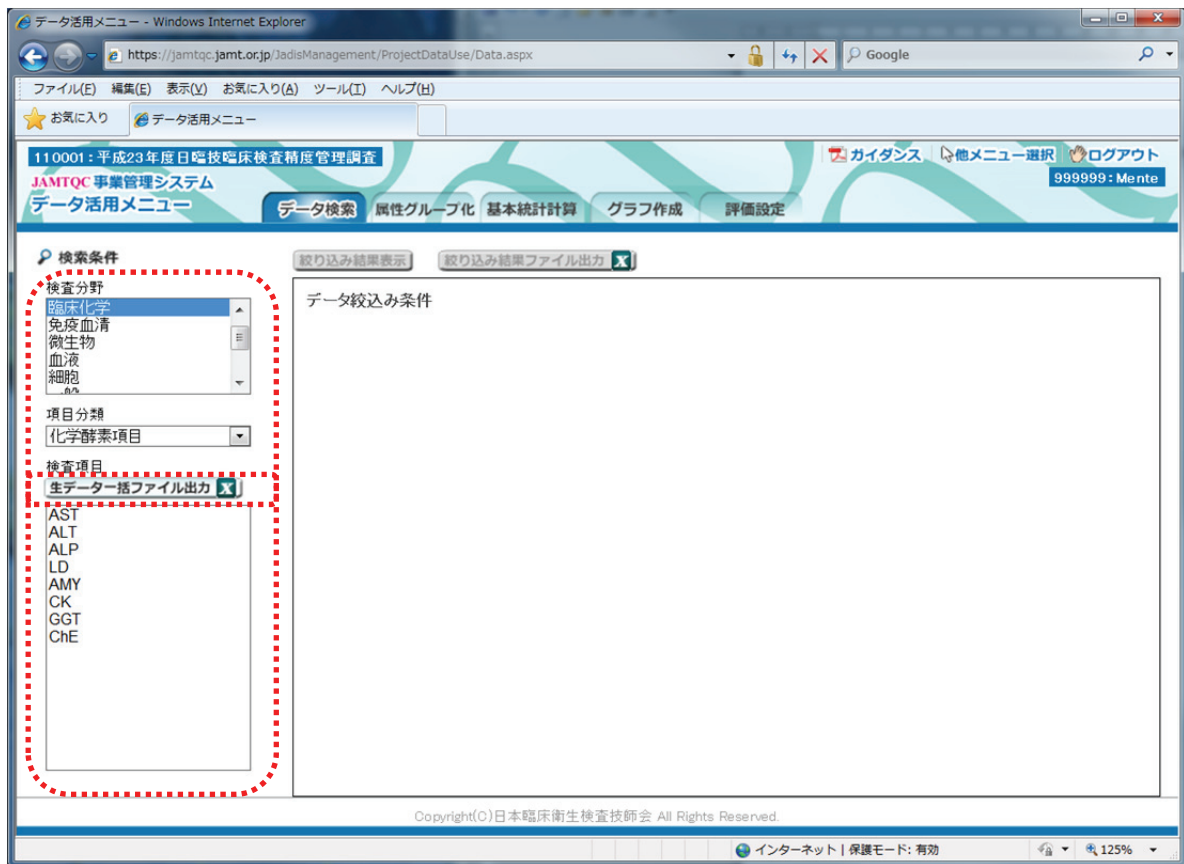 データ活用メニュー - Windows Internet Explorer
https://jamtqc.jamt.or.jp/JadisManagement/ProjectDataUse/Data.aspx
Google
ファイル(F) 編集(E) 表示(V) お気に入り(A) ツール(T) ヘルプ(H)
お気に入り データ活用メニュー
110001:平成23年度日臨技臨床検査精度管理調査
ガイダンス 他メニュー選択 ログアウト
JAMTQC 事業管理システム
999999:Mente
データ活用メニュー
データ検索 属性グループ化 基本統計計算 グラフ作成 評価設定
検索条件
絞り込み結果表示 絞り込み結果ファイル出力
検査分野
臨床化学
免疫血清
微生物
血液
細胞
データ絞込み条件
項目分類
化学酵素項目
検査項目
生データ一括ファイル出力
AST
ALT
ALP
LD
AMY
CK
GGT
ChE
Copyright(C)日本臨床衛生検査技師会 All Rights Reserved.
インターネット | 保護モード: 有効
125%